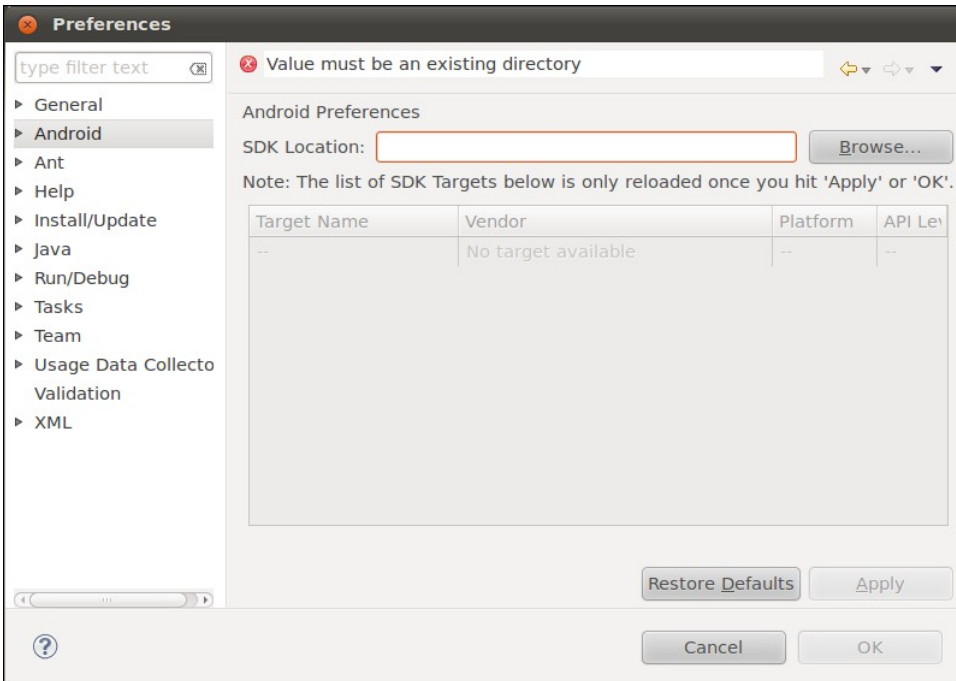 Preferences
type filter text
General
Android
Ant
Help
Install/Update
Java
Run/Debug
Tasks
Team
Usage Data Collecto
Validation
XML
Value must be an existing directory
Android Preferences
SDK Location: Browse...
Note: The list of SDK Targets below is only reloaded once you hit 'Apply' or 'OK'.
Target Name Vendor Platform API Lev
-- No target available -- --
Restore Defaults Apply
? Cancel OK